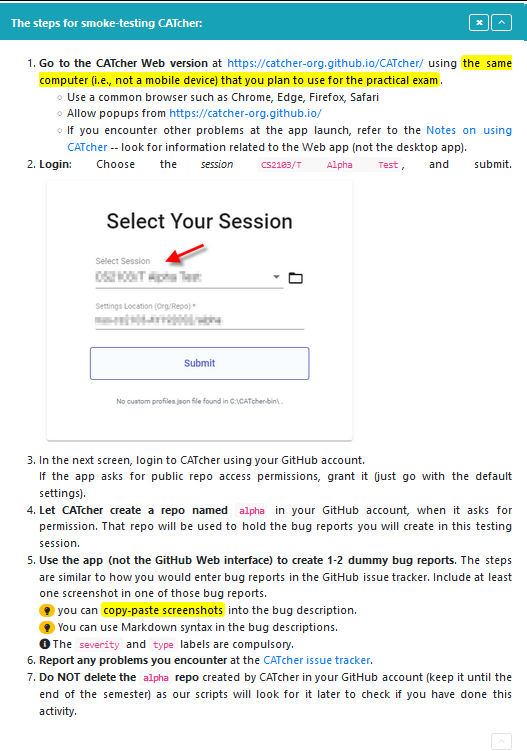 The steps for smoke-testing CATcher:
1. Go to the CATcher Web version at https://catcher-org.github.io/CATcher/ using the same
computer (i.e., not a mobile device) that you plan to use for the practical exam.
Use a common browser such as Chrome, Edge, Firefox, Safari
Allow popups from https://catcher-org.github.io/
If you encounter other problems at the app launch, refer to the Notes on using
CATcher -- look for information related to the Web app (not the desktop app).
2. Login: Choose the session CS2103/T Alpha Test, and submit.
Select Your Session
Select Session
CS2103/T Alpha Test
Settings Location (Org/Repo) *
Submit
No custom profiles.json file found in C:\CATcher-bin\..
3. In the next screen, login to CATcher using your GitHub account.
If the app asks for public repo access permissions, grant it (just go with the default
settings).
4. Let CATcher create a repo named alpha in your GitHub account, when it asks for
permission. That repo will be used to hold the bug reports you will create in this testing
session.
5. Use the app (not the GitHub Web interface) to create 1-2 dummy bug reports. The steps
are similar to how you would enter bug reports in the GitHub issue tracker. Include at least
one screenshot in one of those bug reports.
you can copy-paste screenshots into the bug description.
You can use Markdown syntax in the bug descriptions.
The severity and type labels are compulsory.
6. Report any problems you encounter at the CATcher issue tracker.
7. Do NOT delete the alpha repo created by CATcher in your GitHub account (keep it until the
end of the semester) as our scripts will look for it later to check if you have done this
activity.